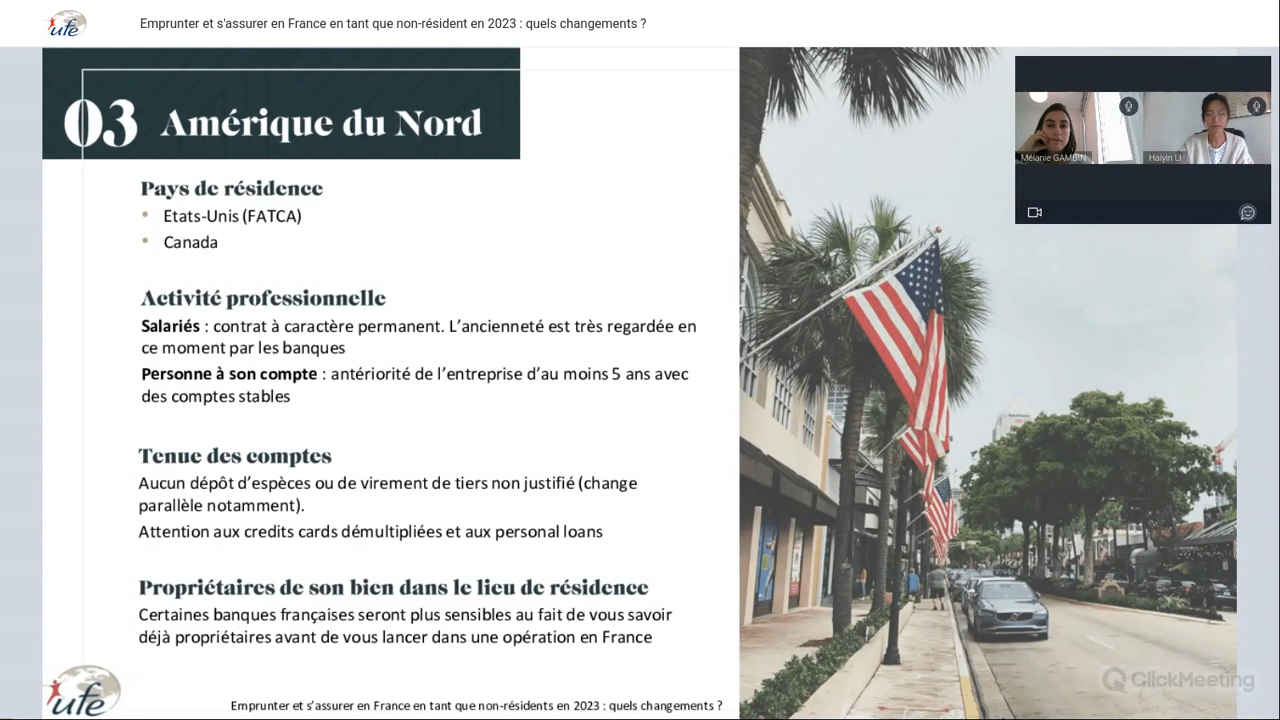 ufe
Emprunter et s'assurer en France en tant que non-résident en 2023 : quels changements ?
03 Amérique du Nord
Mélanie GAMBIN
Haiyin LI
Pays de résidence
• Etats-Unis (FATCA)
• Canada
Activité professionnelle
Salariés : contrat à caractère permanent. L’ancienneté est très regardée en
ce moment par les banques
Personne à son compte : antériorité de l’entreprise d’au moins 5 ans avec
des comptes stables
Tenue des comptes
Aucun dépôt d’espèces ou de virement de tiers non justifié (change
parallèle notamment).
Attention aux credits cards démultipliées et aux personal loans
Propriétaires de son bien dans le lieu de résidence
Certaines banques françaises seront plus sensibles au fait de vous savoir
déjà propriétaires avant de vous lancer dans une opération en France
ClickMeeting
ufe
Emprunter et s’assurer en France en tant que non-résidents en 2023 : quels changements ?